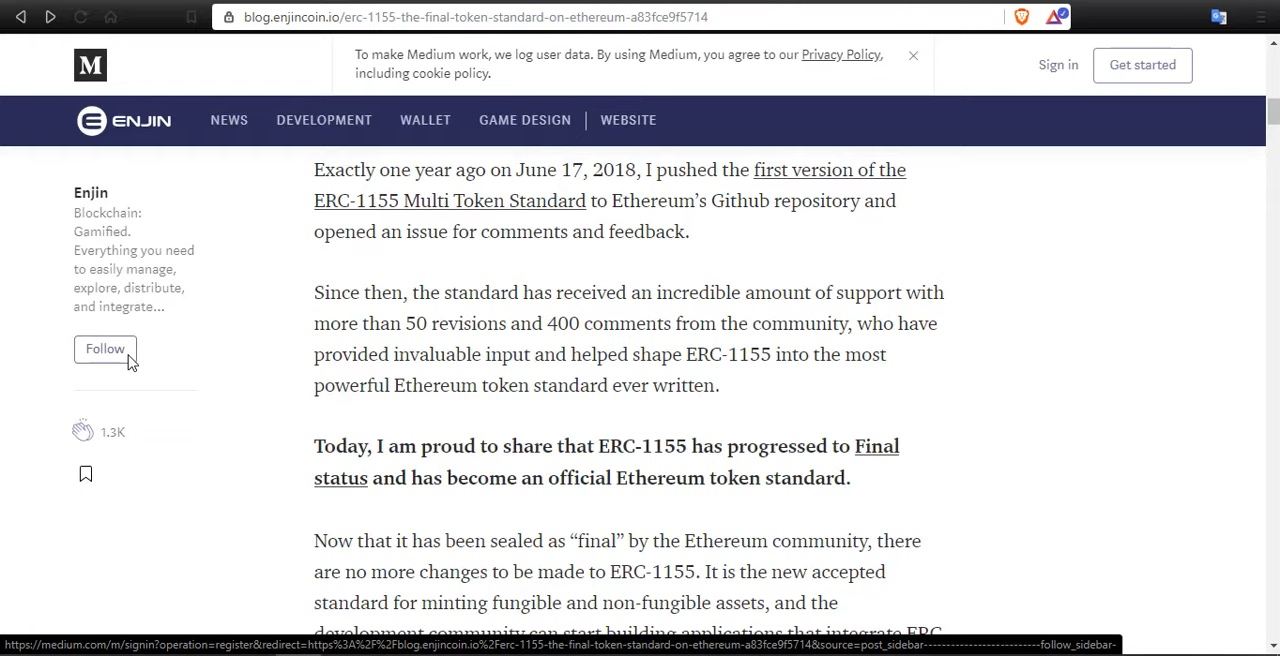 blog.enjincoin.io/erc-1155-the-final-token-standard-on-ethereum-a83fce9f5714
M
To make Medium work, we log user data. By using Medium, you agree to our Privacy Policy,
including cookie policy.
Sign in
Get started
ENJIN
NEWS
DEVELOPMENT
WALLET
GAME DESIGN
WEBSITE
Enjin
Blockchain:
Gamified.
Everything you need
to easily manage,
explore, distribute,
and integrate...
Follow
1.3K
Exactly one year ago on June 17, 2018, I pushed the first version of the
ERC-1155 Multi Token Standard to Ethereum’s Github repository and
opened an issue for comments and feedback.
Since then, the standard has received an incredible amount of support with
more than 50 revisions and 400 comments from the community, who have
provided invaluable input and helped shape ERC-1155 into the most
powerful Ethereum token standard ever written.
Today, I am proud to share that ERC-1155 has progressed to Final
status and has become an official Ethereum token standard.
Now that it has been sealed as “final” by the Ethereum community, there
are no more changes to be made to ERC-1155. It is the new accepted
standard for minting fungible and non-fungible assets, and the
development community can start building applications that integrate ERC
https://medium.com/m/signin?operation=register&redirect=https%3A%2F%2Fblog.enjincoin.io%2Ferc-1155-the-final-token-standard-on-ethereum-a83fce9f5714&source=post_sidebar--------------------------follow_sidebar-